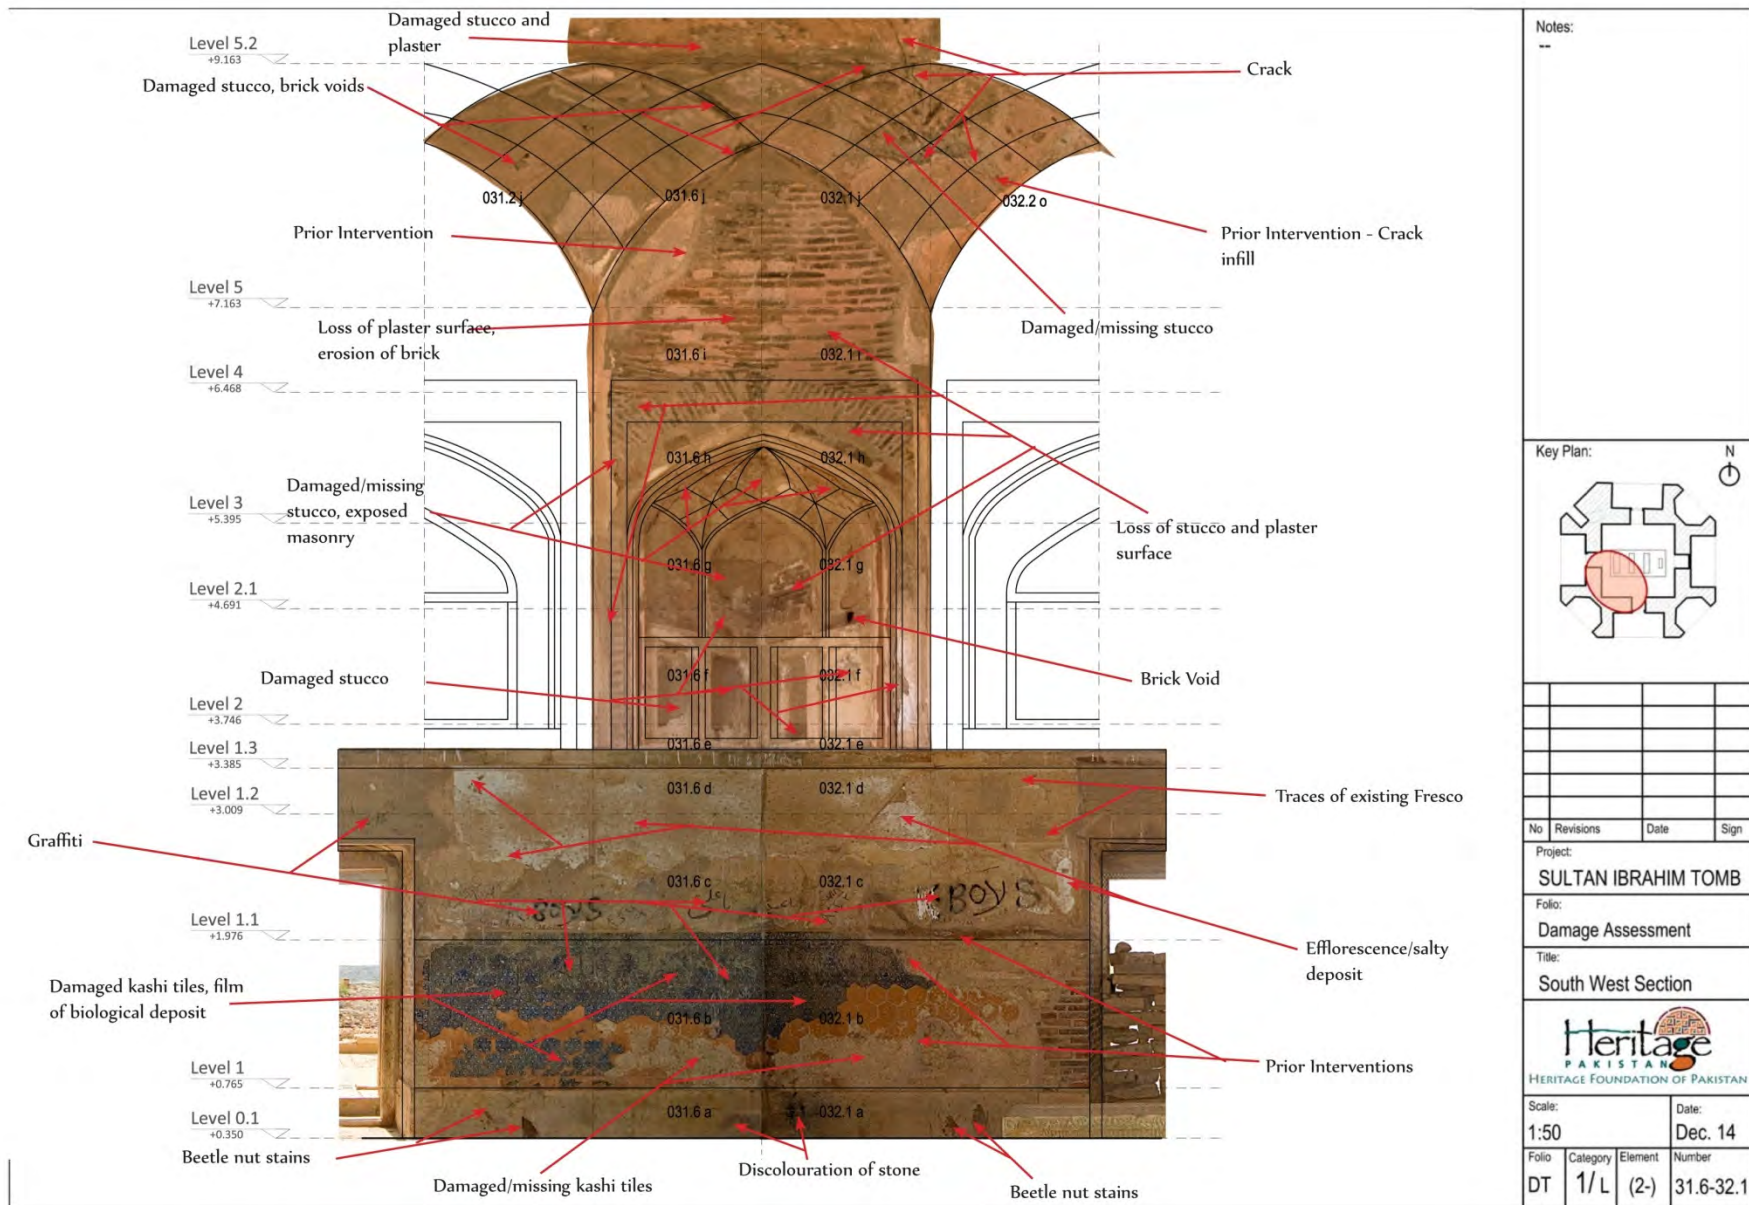 Damaged stucco and
plaster
Level 5.2
+9.163
Crack
Damaged stucco, brick voids
031.2 j
031.6 j
032.1 j
032.2 o
Prior Intervention
Prior Intervention - Crack
infill
Level 5
+7.163
Loss of plaster surface,
erosion of brick
Damaged/missing stucco
031.6 i
032.1 i
Level 4
+6.468
031.6 h
032.1 h
Damaged/missing
stucco, exposed
masonry
Level 3
+5.395
Loss of stucco and plaster
surface
031.6 g
032.1 g
Level 2.1
+4.691
Damaged stucco
031.6 f
032.1 f
Brick Void
Level 2
+3.746
031.6 e
032.1 e
Level 1.3
+3.385
031.6 d
032.1 d
Level 1.2
+3.009
Traces of existing Fresco
Graffiti
031.6 c
032.1 c
BOYS
BOYS
Level 1.1
+1.976
Efflorescence/salty
deposit
Damaged kashi tiles, film
of biological deposit
031.6 b
032.1 b
Level 1
+0.765
Prior Interventions
031.6 a
032.1 a
Level 0.1
+0.350
Beetle nut stains
Damaged/missing kashi tiles
Discolouration of stone
Beetle nut stains
Notes:
--
Key Plan:
N
No Revisions Date Sign
Project:
SULTAN IBRAHIM TOMB
Folio:
Damage Assessment
Title:
South West Section
Heritage
PAKISTAN
HERITAGE FOUNDATION OF PAKISTAN
Scale:
1:50
Date:
Dec. 14
Folio Category Element Number
DT 1/ L (2-) 31.6-32.1